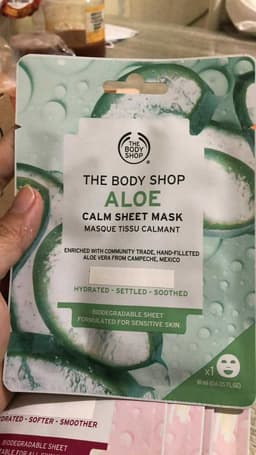 THE
BODY
SHOP
THE BODY SHOP
ALOE
CALM SHEET MASK
MASQUE TISSU CALMANT
ENRICHED WITH COMMUNITY TRADE, HAND-FILLETED
ALOE VERA FROM CAMPECHE, MEXICO
HYDRATED - SETTLED - SOOTHED
BIODEGRADABLE SHEET
FORMULATED FOR SENSITIVE SKIN
x1
DRATED - SOFTER - SMOOTHER
BIODEGRADABLE SHEET